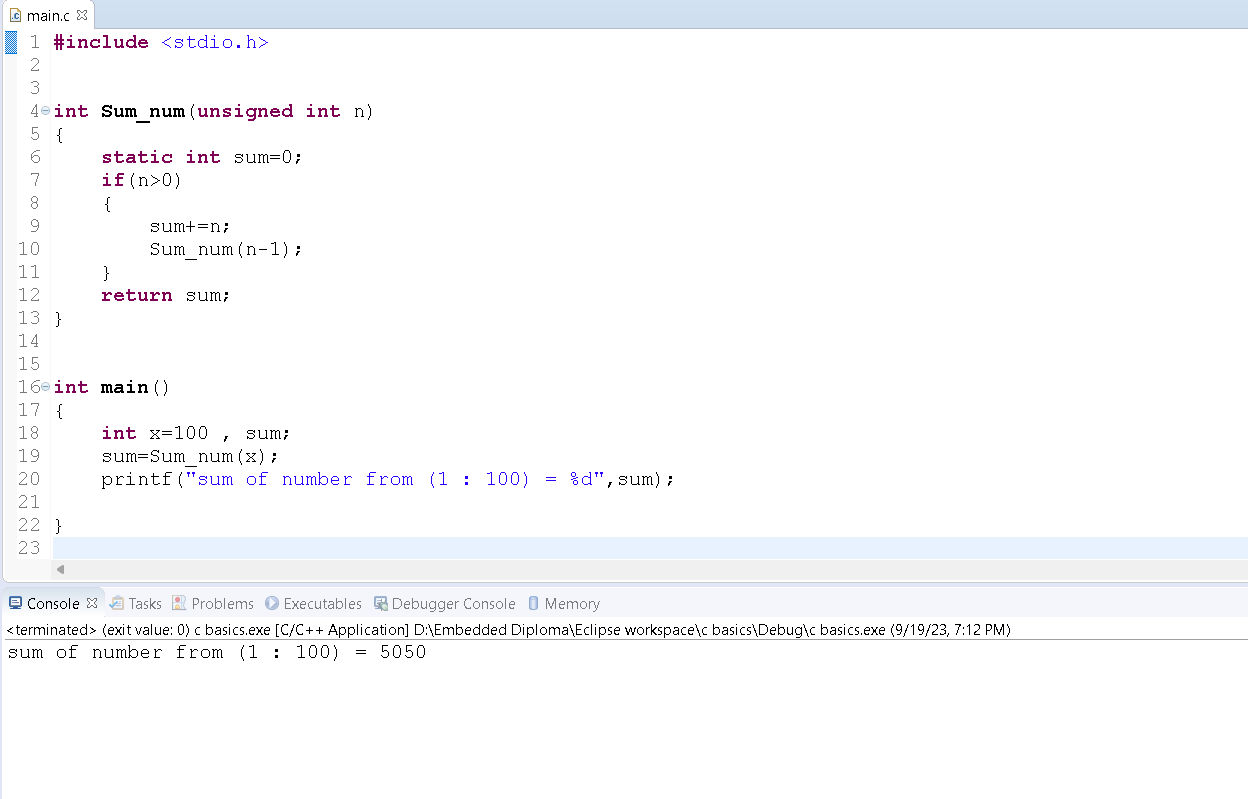 main.c
1 #include <stdio.h>
2
3
4 int Sum_num(unsigned int n)
5 {
6     static int sum=0;
7     if(n>0)
8     {
9         sum+=n;
10         Sum_num(n-1);
11     }
12     return sum;
13 }
14
15
16 int main()
17 {
18     int x=100 , sum;
19     sum=Sum_num(x);
20     printf("sum of number from (1 : 100) = %d",sum);
21
22 }
23
Console Tasks Problems Executables Debugger Console Memory
<terminated> (exit value: 0) c basics.exe [C/C++ Application] D:\Embedded Diploma\Eclipse workspace\c basics\Debug\c basics.exe (9/19/23, 7:12 PM)
sum of number from (1 : 100) = 5050